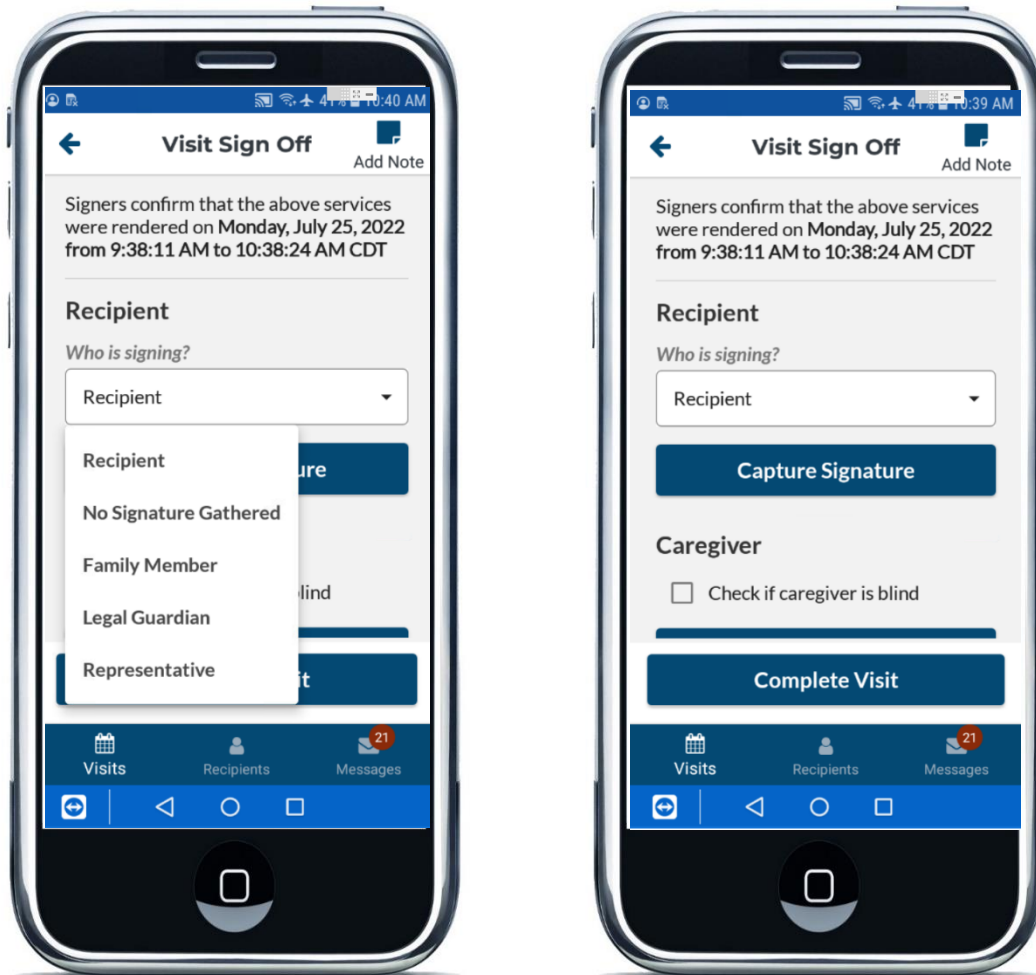 10:40 AM
Visit Sign Off
Add Note
Signers confirm that the above services
were rendered on Monday, July 25, 2022
from 9:38:11 AM to 10:38:24 AM CDT
Recipient
Who is signing?
Recipient
Recipient
ure
No Signature Gathered
Family Member
lind
Legal Guardian
Representative
it
21
Visits
Recipients
Messages
10:39 AM
Visit Sign Off
Add Note
Signers confirm that the above services
were rendered on Monday, July 25, 2022
from 9:38:11 AM to 10:38:24 AM CDT
Recipient
Who is signing?
Recipient
Capture Signature
Caregiver
Check if caregiver is blind
Complete Visit
21
Visits
Recipients
Messages